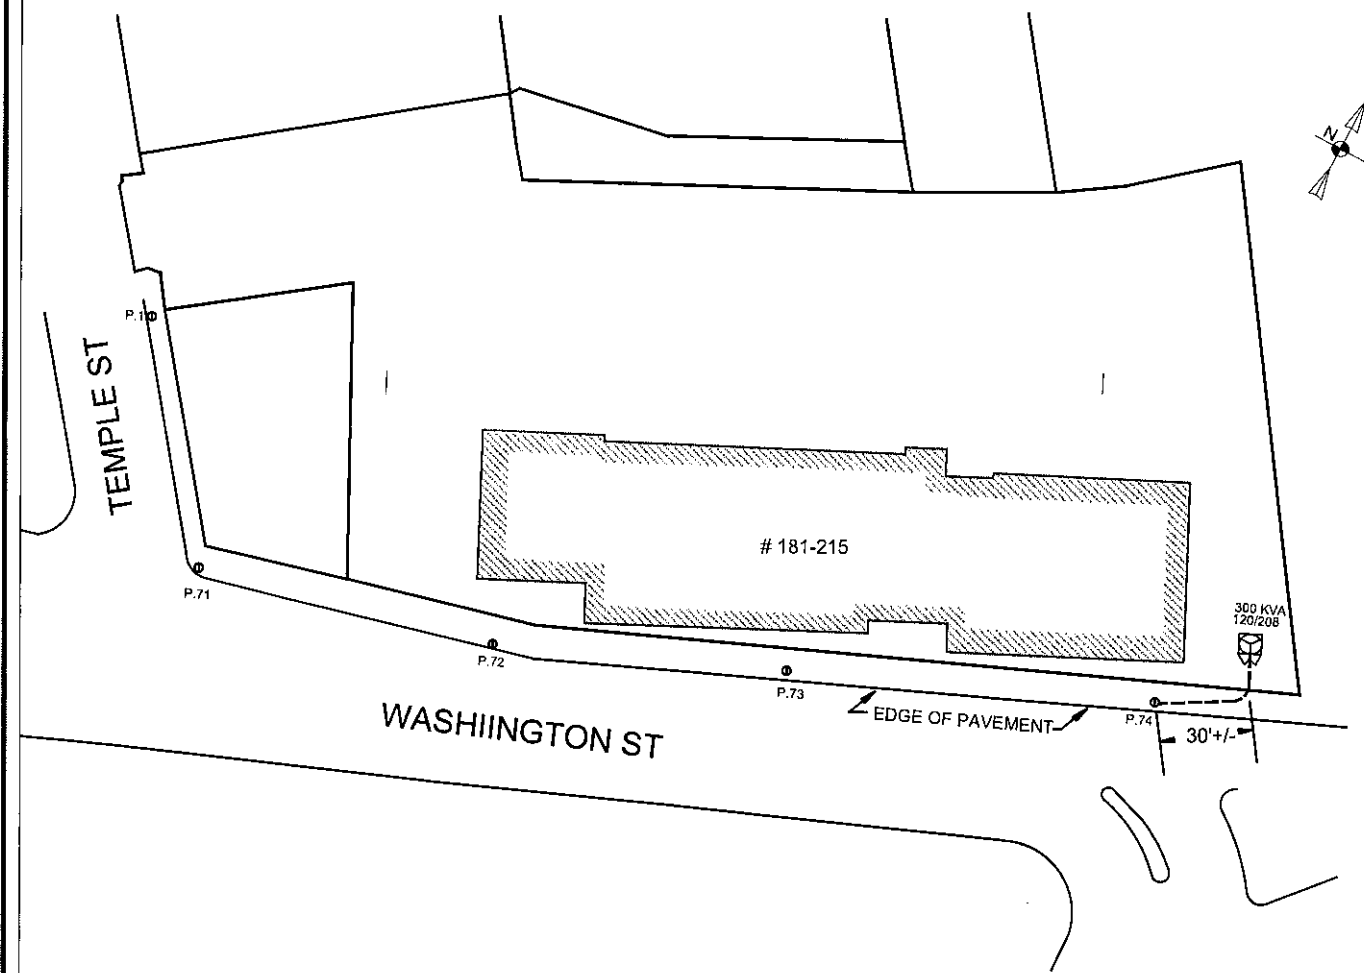 N
P.1
TEMPLE ST
# 181-215
P.71
300 KVA
120/208
P.72
P.73
EDGE OF PAVEMENT
P.74
30'+/-
WASHIINGTON ST